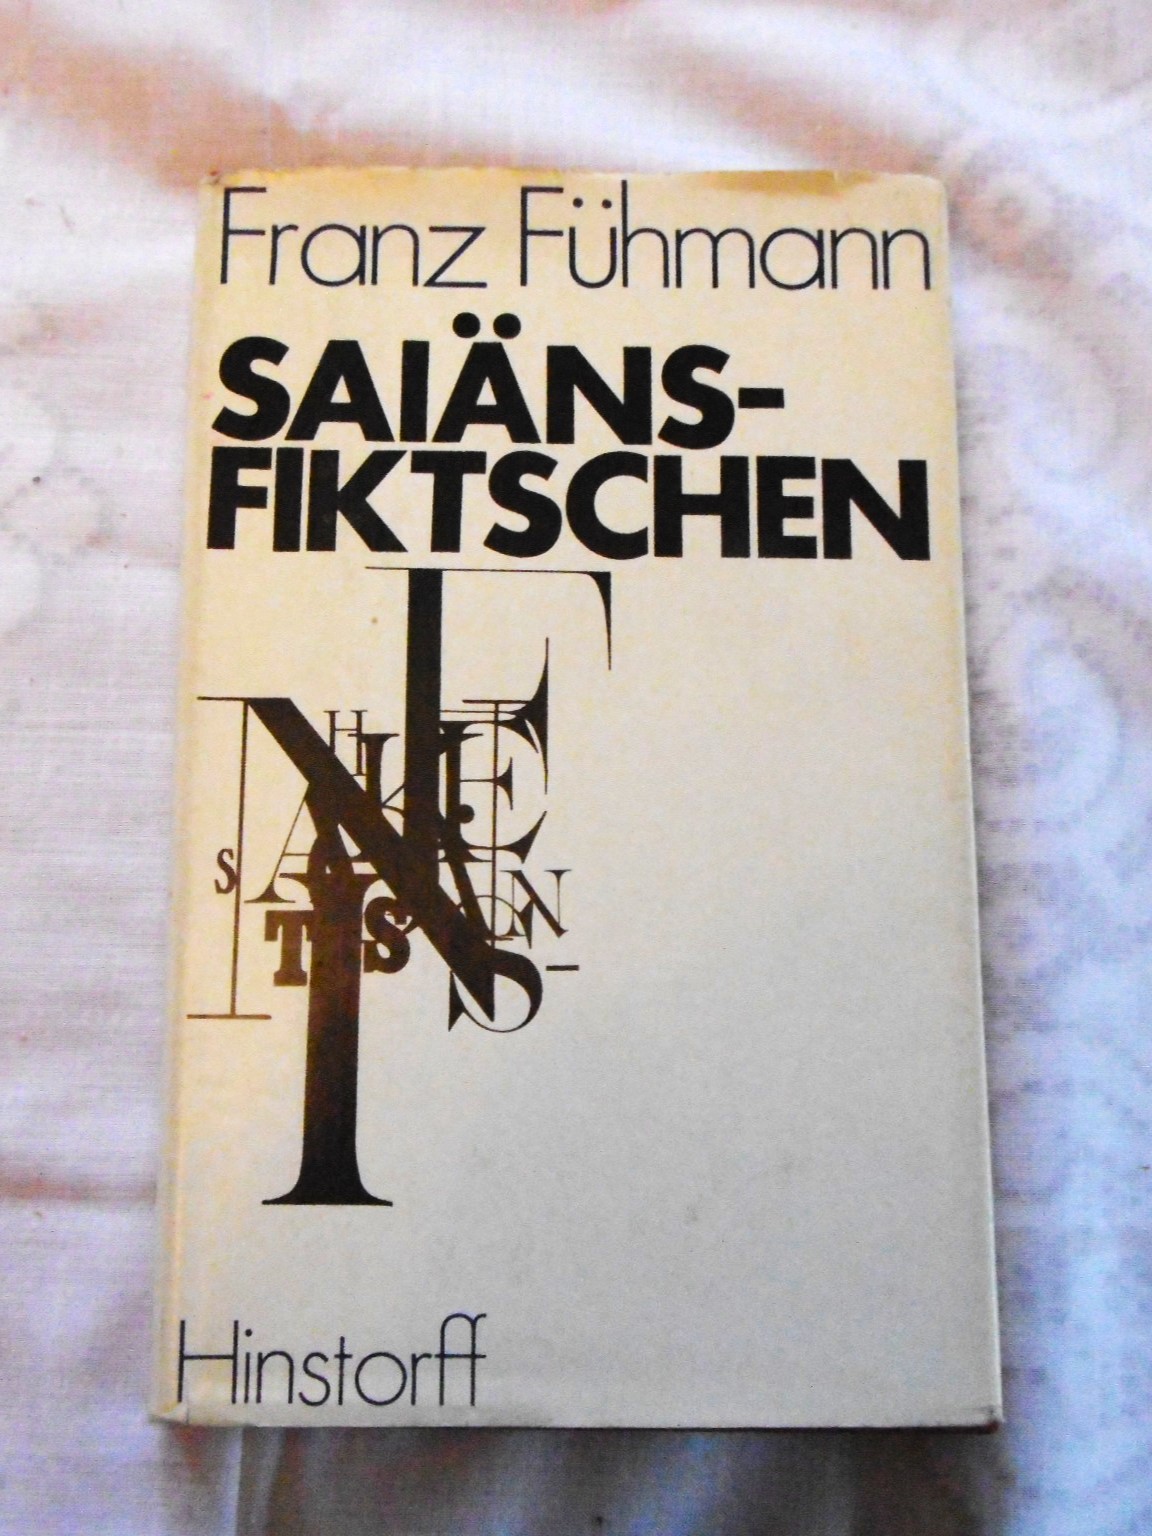 Franz Fühmann
SAIÄNS-
FIKTSCHEN
Hinstorff